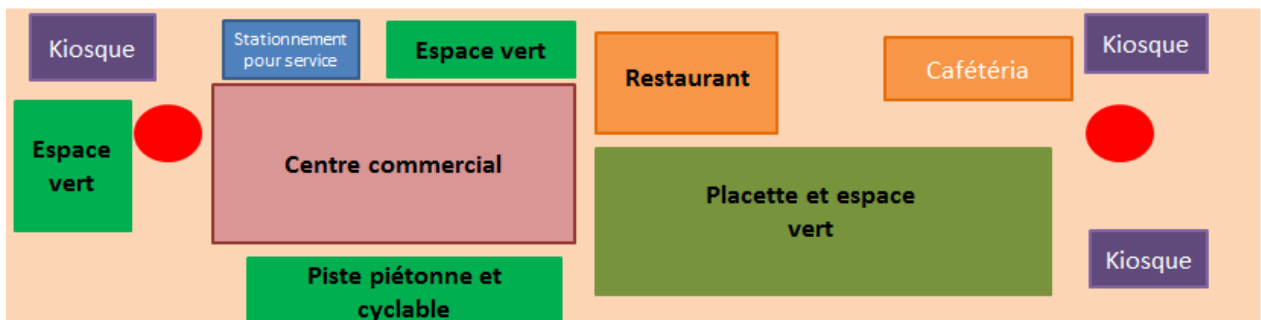 Kiosque
Stationnement
pour service
Espace vert
Restaurant
Cafétéria
Kiosque
Espace
vert
Centre commercial
Placette et espace
vert
Kiosque
Piste piétonne et
cyclable